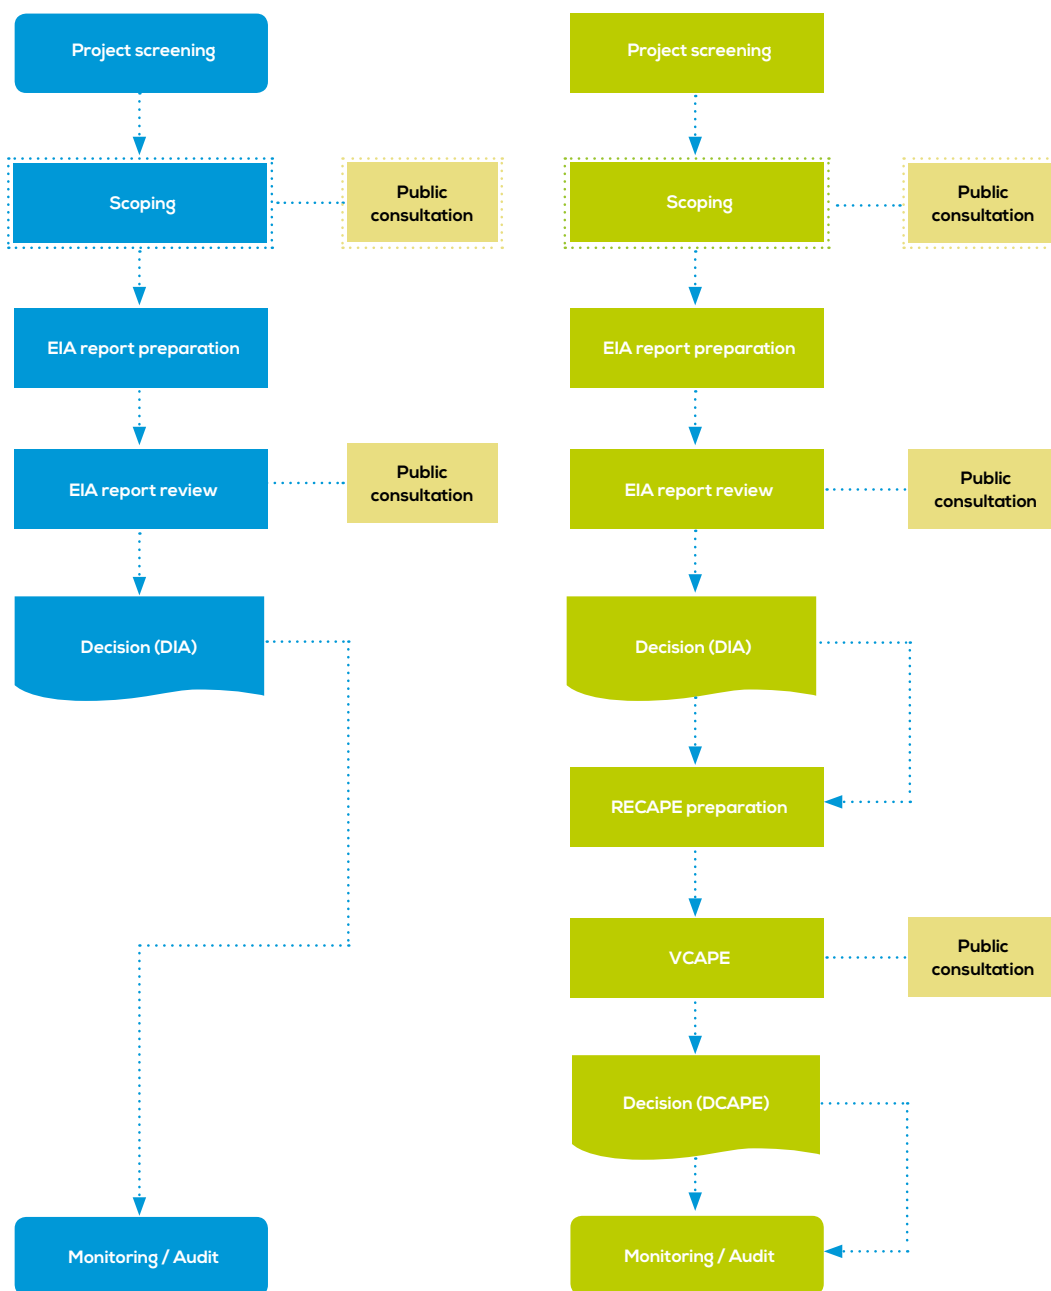 Project screening
Scoping
Public
consultation
EIA report preparation
EIA report review
Public
consultation
Decision (DIA)
Monitoring / Audit
Project screening
Scoping
Public
consultation
EIA report preparation
EIA report review
Public
consultation
Decision (DIA)
RECAPE preparation
VCAPE
Public
consultation
Decision (DCAPE)
Monitoring / Audit